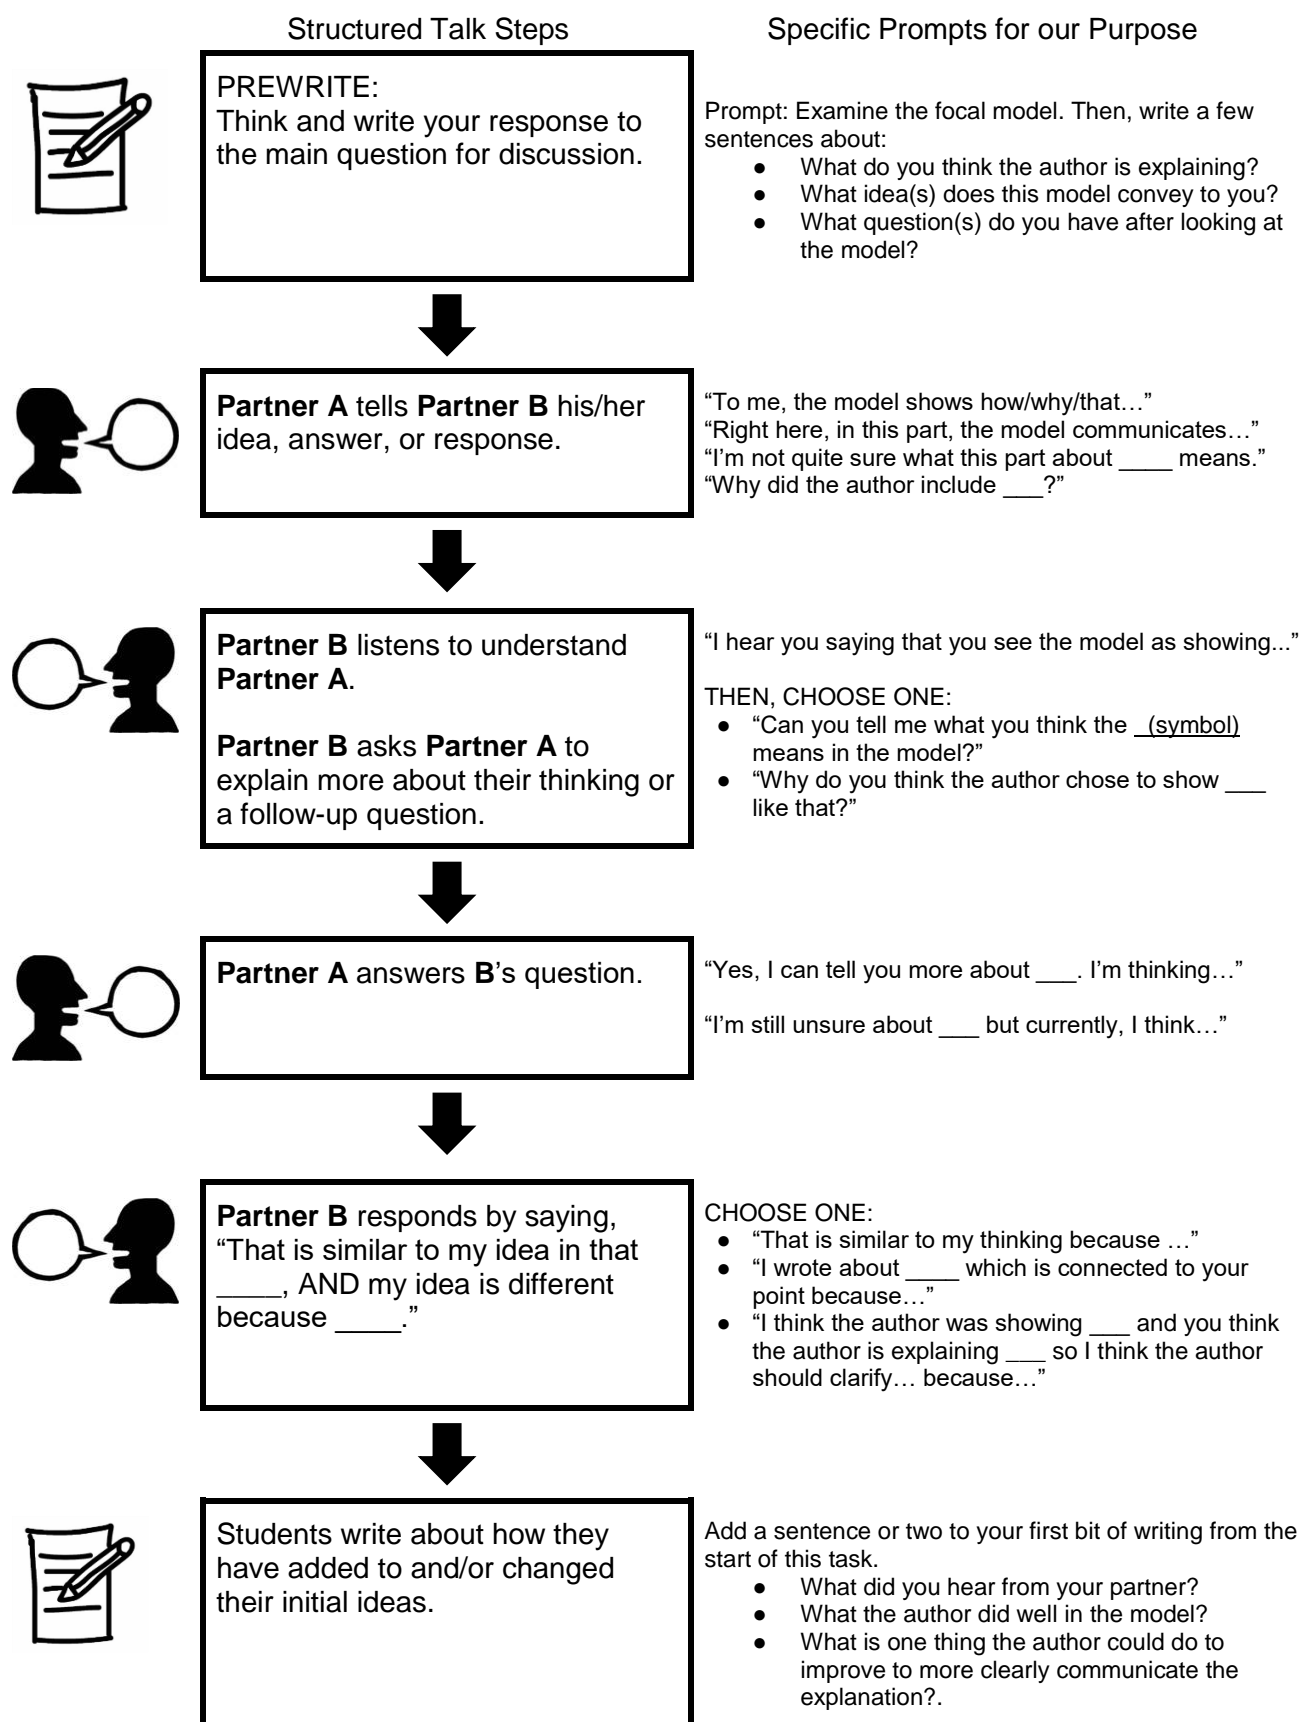 Structured Talk Steps
Specific Prompts for our Purpose
PREWRITE:
Think and write your response to
the main question for discussion.
Prompt: Examine the focal model. Then, write a few
sentences about:
● What do you think the author is explaining?
● What idea(s) does this model convey to you?
● What question(s) do you have after looking at
the model?
Partner A tells Partner B his/her
idea, answer, or response.
“To me, the model shows how/why/that…”
“Right here, in this part, the model communicates…”
“I’m not quite sure what this part about ____ means.”
“Why did the author include ___?”
Partner B listens to understand
Partner A.
Partner B asks Partner A to
explain more about their thinking or
a follow-up question.
“I hear you saying that you see the model as showing...”
THEN, CHOOSE ONE:
● “Can you tell me what you think the _(symbol)
means in the model?”
● “Why do you think the author chose to show ___
like that?”
Partner A answers B’s question.
“Yes, I can tell you more about ___. I’m thinking…”
“I’m still unsure about ___ but currently, I think…”
Partner B responds by saying,
“That is similar to my idea in that
____, AND my idea is different
because ____.”
CHOOSE ONE:
● “That is similar to my thinking because …”
● “I wrote about ____ which is connected to your
point because…”
● “I think the author was showing ___ and you think
the author is explaining ___ so I think the author
should clarify… because…”
Students write about how they
have added to and/or changed
their initial ideas.
Add a sentence or two to your first bit of writing from the
start of this task.
● What did you hear from your partner?
● What the author did well in the model?
● What is one thing the author could do to
improve to more clearly communicate the
explanation?.